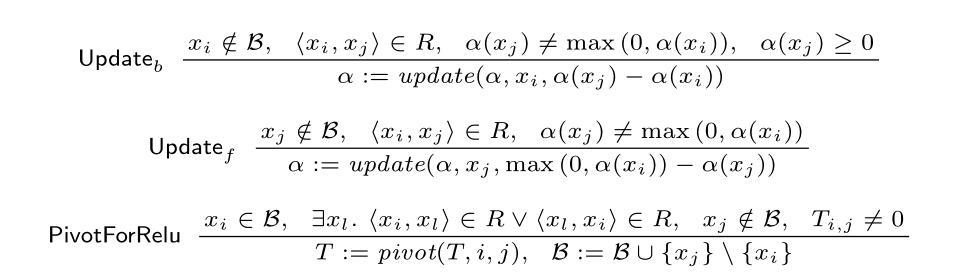 Update_b  x_i ∉ ℬ,  ⟨x_i, x_j⟩ ∈ R,  α(x_j) ≠ max (0, α(x_i)),  α(x_j) ≥ 0
α := update(α, x_i, α(x_j) − α(x_i))
Update_f  x_j ∉ ℬ,  ⟨x_i, x_j⟩ ∈ R,  α(x_j) ≠ max (0, α(x_i))
α := update(α, x_j, max (0, α(x_i)) − α(x_j))
PivotForRelu  x_i ∈ ℬ,  ∃x_l. ⟨x_i, x_l⟩ ∈ R ∨ ⟨x_l, x_i⟩ ∈ R,  x_j ∉ ℬ,  T_{i,j} ≠ 0
T := pivot(T, i, j),  ℬ := ℬ ∪ {x_j} \ {x_i}